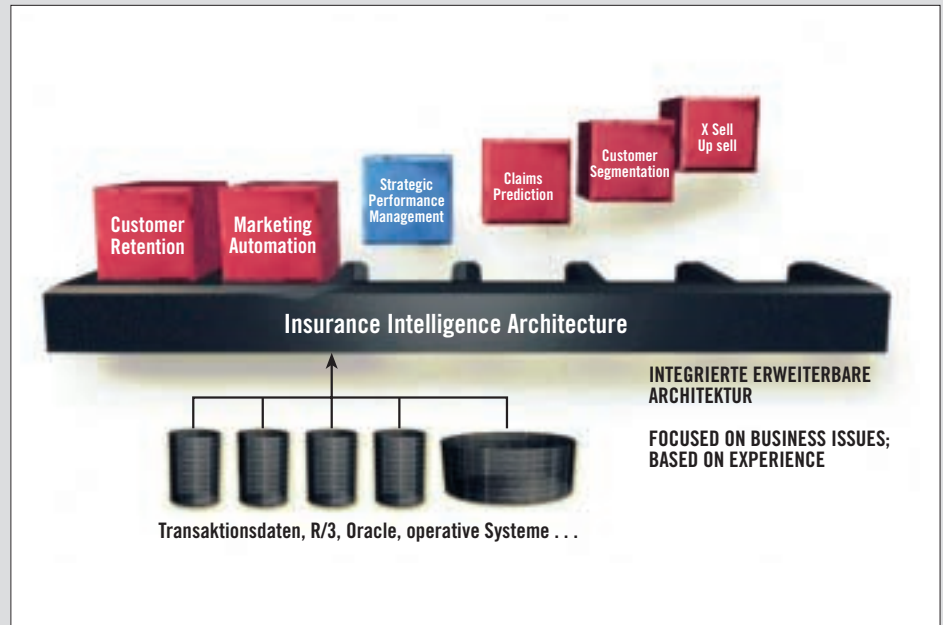 X Sell
Up sell
Customer
Segmentation
Claims
Prediction
Strategic
Performance
Management
Customer
Retention
Marketing
Automation
Insurance Intelligence Architecture
INTEGRIERTE ERWEITERBARE
ARCHITEKTUR
FOCUSED ON BUSINESS ISSUES;
BASED ON EXPERIENCE
Transaktionsdaten, R/3, Oracle, operative Systeme . . .